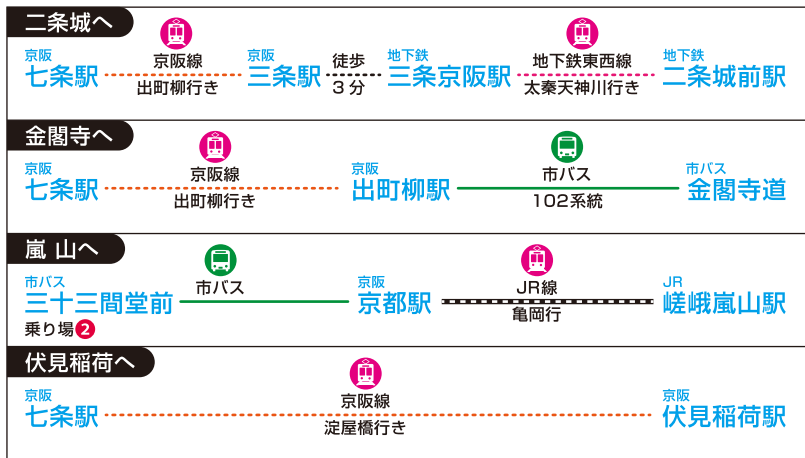 二条城へ
京阪 京阪 徒歩 地下鉄 地下鉄
七条駅 京阪線 三条駅 3分 三条京阪駅 地下鉄東西線 二条城前駅
出町柳行き 太秦天神川行き
金閣寺へ
京阪 京阪 市バス
七条駅 京阪線 出町柳駅 市バス 金閣寺道
出町柳行き 102系統
嵐 山へ
市バス 京阪 JR
三十三間堂前 市バス 京都駅 JR線 嵯峨嵐山駅
乗り場2 亀岡行
伏見稲荷へ
京阪 京阪
七条駅 京阪線 伏見稲荷駅
淀屋橋行き